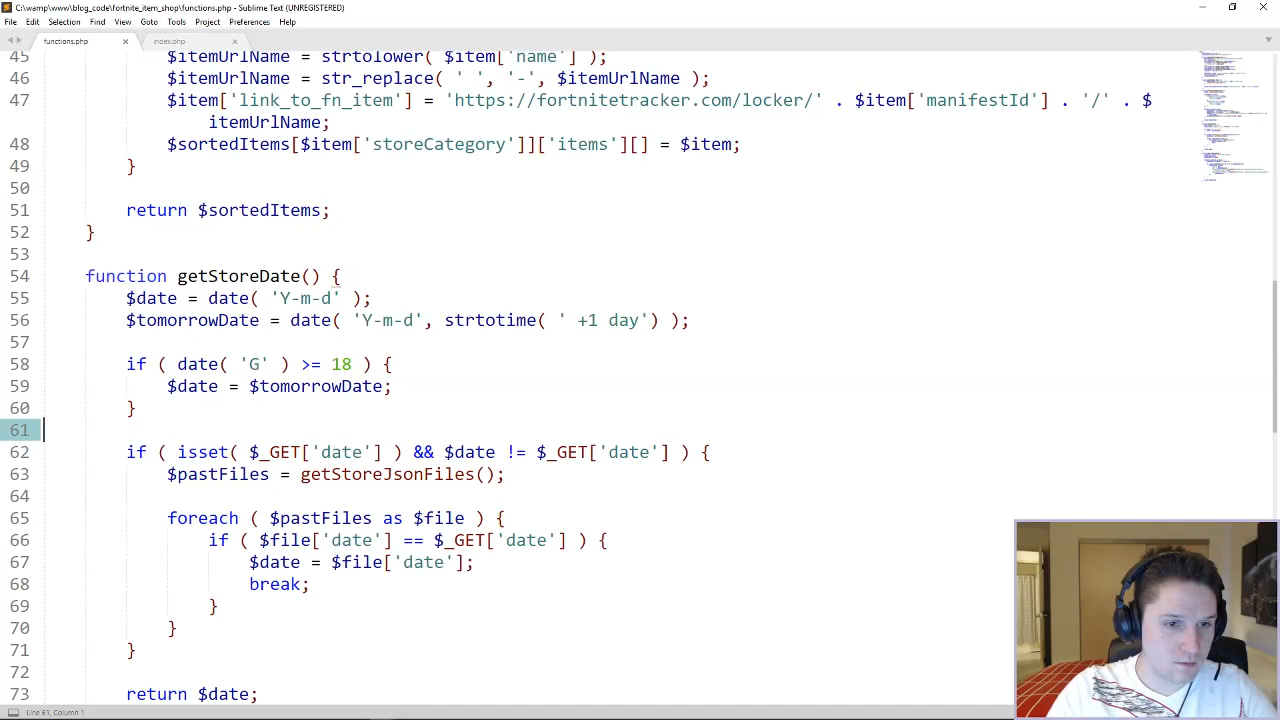 C:\wamp\www\blog_code\fortnite_item_shop\functions.php - Sublime Text (UNREGISTERED)
File Edit Selection Find View Goto Tools Project Preferences Help
functions.php index.php
45 $itemUrlName = strtolower( $item['name'] );
46 $itemUrlName = str_replace( ' ', '-', $itemUrlName );
47 $item['link_to_fn_item'] = 'https://fortnitetracker.com/locker/' . $item['manifestId'] . '/' . $
itemUrlName;
48 $sortedItems[$item['storeCategory']]['items'][] = $item;
49 }
50
51 return $sortedItems;
52 }
53
54 function getStoreDate() {
55 $date = date( 'Y-m-d' );
56 $tomorrowDate = date( 'Y-m-d', strtotime( ' +1 day') );
57
58 if ( date( 'G' ) >= 18 ) {
59 $date = $tomorrowDate;
60 }
61
62 if ( isset( $_GET['date'] ) && $date != $_GET['date'] ) {
63 $pastFiles = getStoreJsonFiles();
64
65 foreach ( $pastFiles as $file ) {
66 if ( $file['date'] == $_GET['date'] ) {
67 $date = $file['date'];
68 break;
69 }
70 }
71 }
72
73 return $date;
Line 61, Column 1